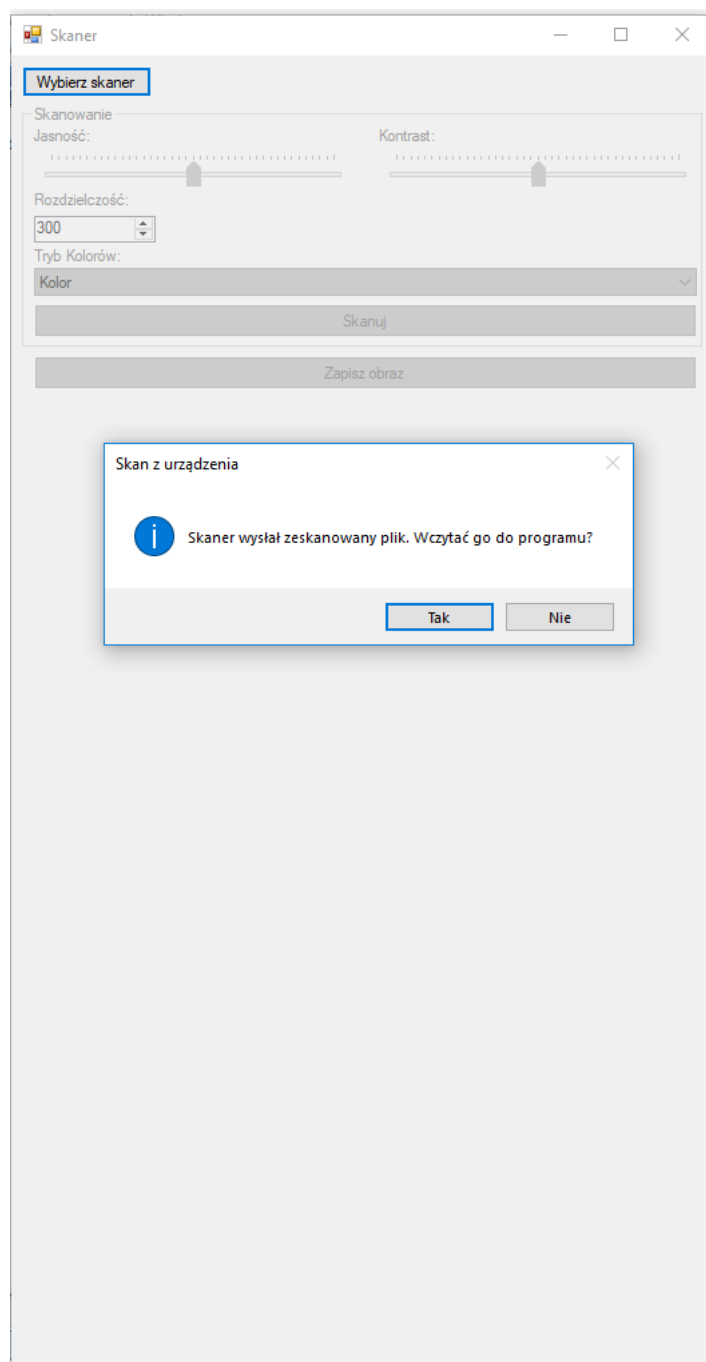 Skaner
Wybierz skaner
Skanowanie
Jasność:
Kontrast:
Rozdzielczość:
300
Tryb Kolorów:
Kolor
Skanuj
Zapisz obraz
Skan z urządzenia
Skaner wysłał zeskanowany plik. Wczytać go do programu?
Tak
Nie